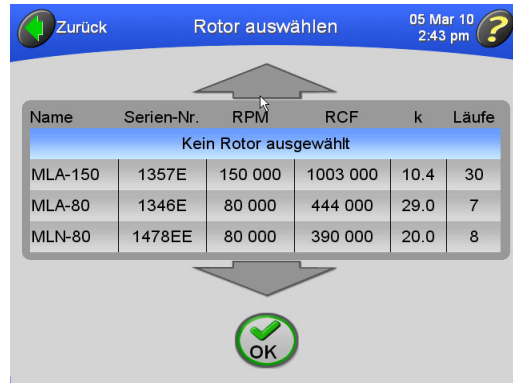 Zurück
Rotor auswählen
05 Mar 10
2:43 pm
?
Name Serien-Nr. RPM RCF k Läufe
Kein Rotor ausgewählt
MLA-150 1357E 150 000 1003 000 10.4 30
MLA-80 1346E 80 000 444 000 29.0 7
MLN-80 1478EE 80 000 390 000 20.0 8
OK